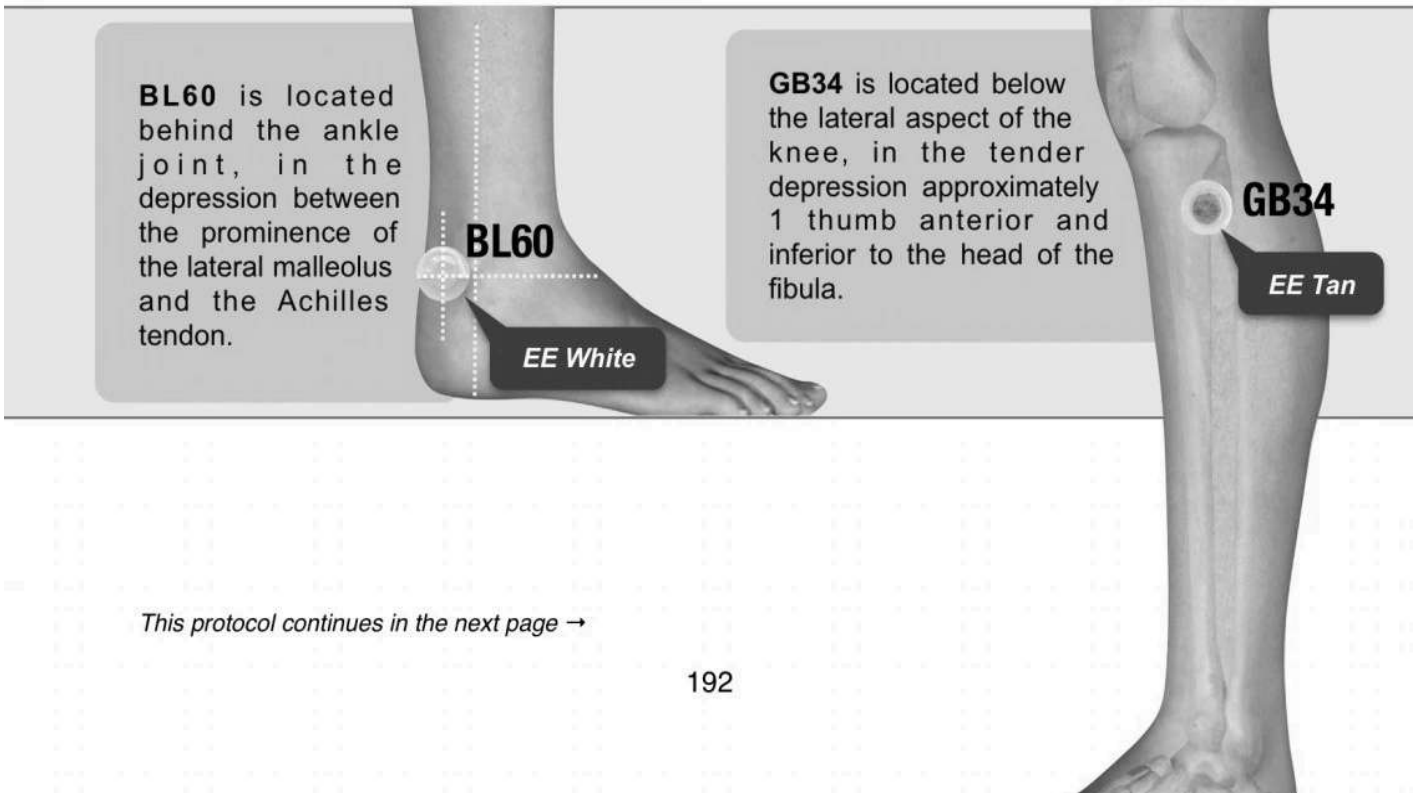 BL60 is located
behind the ankle
joint, in the
depression between
the prominence of
the lateral malleolus
and the Achilles
tendon.
BL60
EE White
GB34 is located below
the lateral aspect of the
knee, in the tender
depression approximately
1 thumb anterior and
inferior to the head of the
fibula.
GB34
EE Tan
This protocol continues in the next page →
192